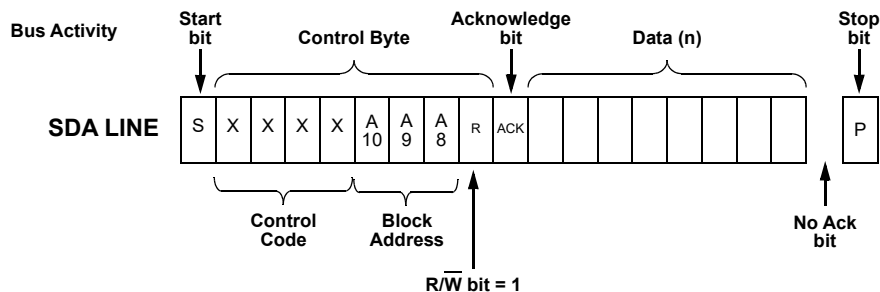 Bus Activity
Start
bit
Control Byte
Acknowledge
bit
Data (n)
Stop
bit
SDA LINE
S X X X X A
10 A
9 A
8 R ACK P
Control
Code
Block
Address
R/W̅ bit = 1
No Ack
bit